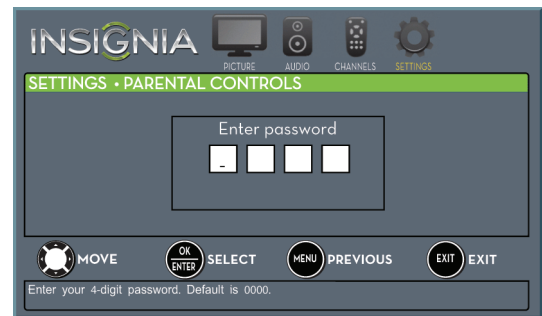 INSIGNIA
PICTURE AUDIO CHANNELS SETTINGS
SETTINGS • PARENTAL CONTROLS
Enter password
-
MOVE OK ENTER SELECT MENU PREVIOUS EXIT EXIT
Enter your 4-digit password. Default is 0000.